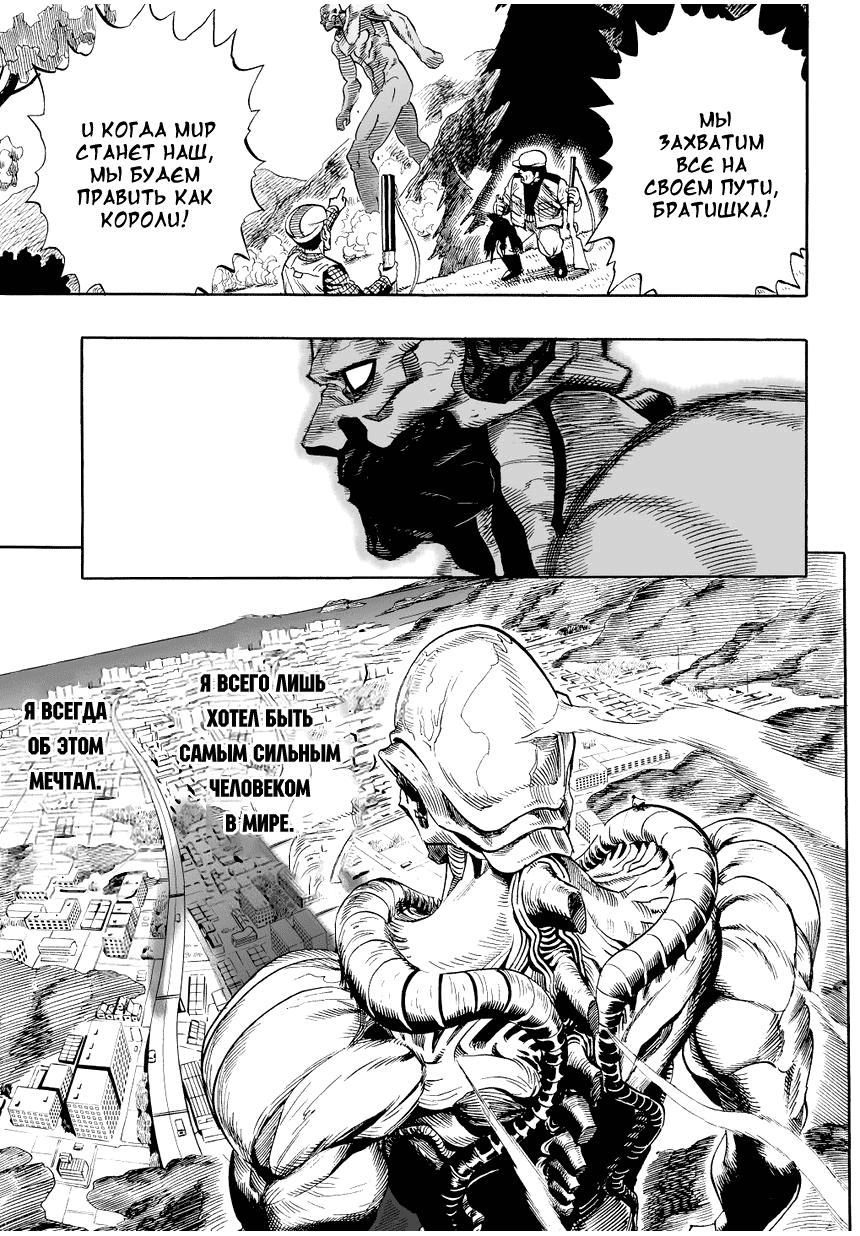 МЫ
ЗАХВАТИМ
ВСЕ НА
СВОЕМ ПУТИ,
БРАТИШКА!
И КОГДА МИР
СТАНЕТ НАШ,
МЫ БУДЕМ
ПРАВИТЬ КАК
КОРОЛИ!
Я ВСЕГО ЛИШЬ
ХОТЕЛ БЫТЬ
САМЫМ СИЛЬНЫМ
ЧЕЛОВЕКОМ
В МИРЕ.
Я ВСЕГДА
ОБ ЭТОМ
МЕЧТАЛ.